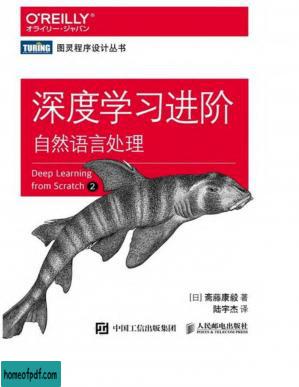 O'REILLY®
オライリー・ジャパン
TURING 图灵程序设计丛书
深度学习进阶
自然语言处理
Deep Learning
from Scratch 2
[日] 斋藤康毅 著
陆宇杰 译
中国工信出版集团 人民邮电出版社
homeofpdf.com